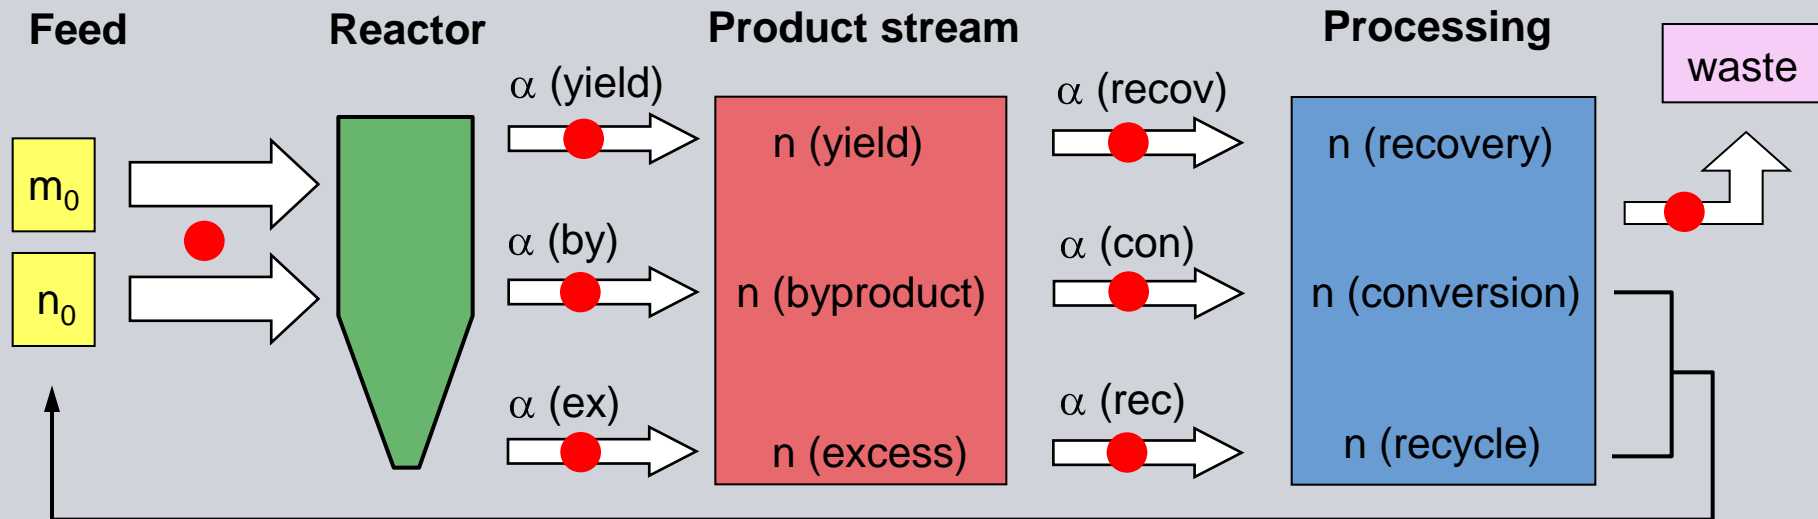 Feed
Reactor
Product stream
Processing
waste
m₀
n₀
α (yield)
α (by)
α (ex)
n (yield)
n (byproduct)
n (excess)
α (recov)
α (con)
α (rec)
n (recovery)
n (conversion)
n (recycle)